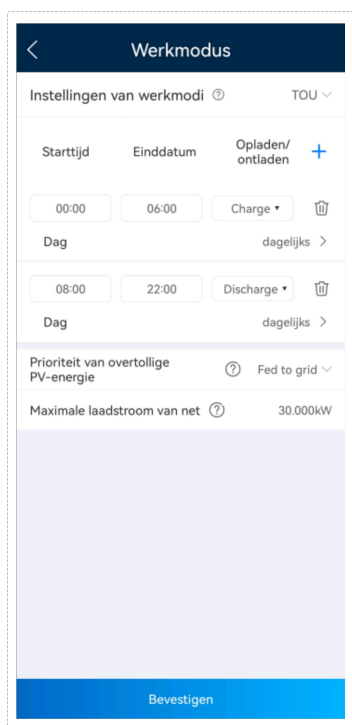 Werkmodus
Instellingen van werkmodi ? TOU
Starttijd Einddatum Opladen/
ontladen +
00:00 06:00 Charge
Dag dagelijks >
08:00 22:00 Discharge
Dag dagelijks >
Prioriteit van overtollige
PV-energie ? Fed to grid
Maximale laadstroom van net ? 30.000kW
Bevestigen